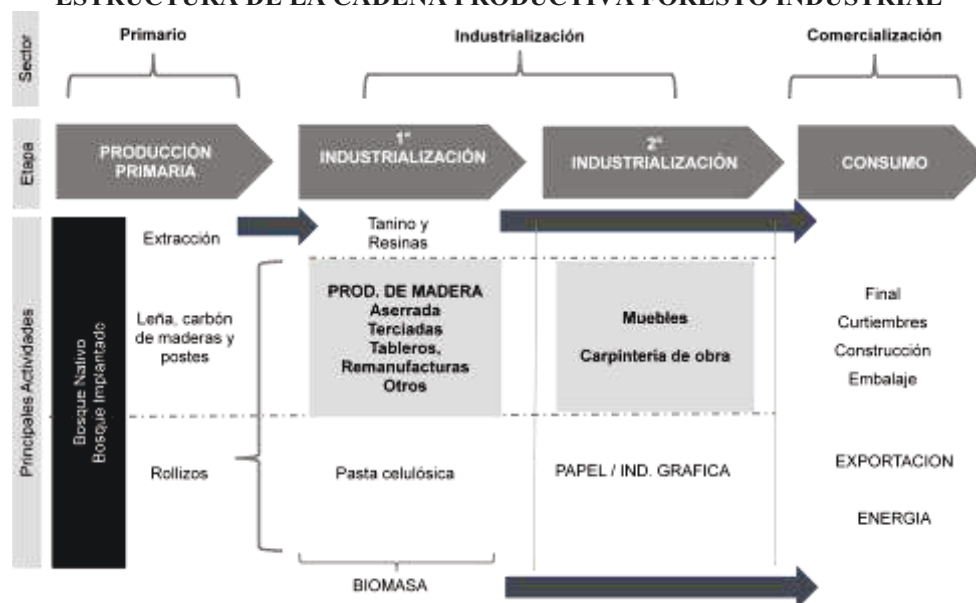 ESTRUCTURA DE LA CADENA PRODUCTIVA FORESTO INDUSTRIAL
Sector
Primario
Industrialización
Comercialización
Etapa
PRODUCCIÓN
PRIMARIA
1°
INDUSTRIALIZACIÓN
2°
INDUSTRIALIZACIÓN
CONSUMO
Principales Actividades
Bosque Nativo
Bosque Implantado
Extracción
Leña, carbón
de maderas y
postes
Rollizos
Tanino y
Resinas
PROD. DE MADERA
Aserrada
Terciadas
Tableros,
Remanufacturas
Otros
Pasta celulósica
BIOMASA
Muebles
Carpinteria de obra
PAPEL / IND. GRAFICA
Final
Curtiembres
Construcción
Embalaje
EXPORTACION
ENERGIA